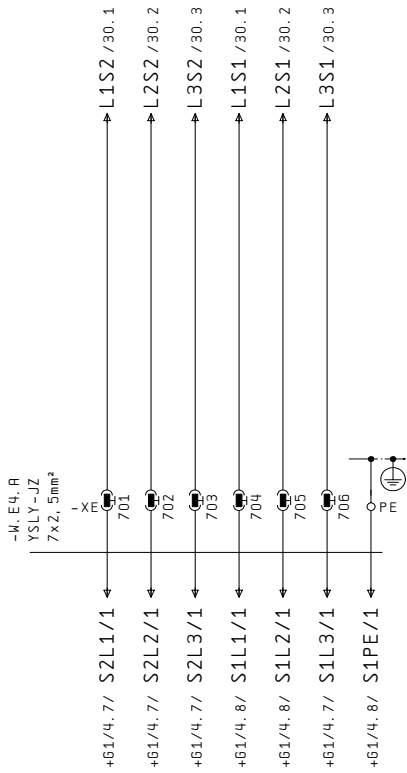 L1S2 /30.1
L2S2 /30.2
L3S2 /30.3
L1S1 /30.1
L2S1 /30.2
L3S1 /30.3
-W.E4.A
YSLY-JZ
7x2,5mm²
-XE
701
702
703
704
705
706
PE
+G1/4.7/ S2L1/1
+G1/4.7/ S2L2/1
+G1/4.7/ S2L3/1
+G1/4.8/ S1L1/1
+G1/4.8/ S1L2/1
+G1/4.7/ S1L3/1
+G1/4.8/ S1PE/1